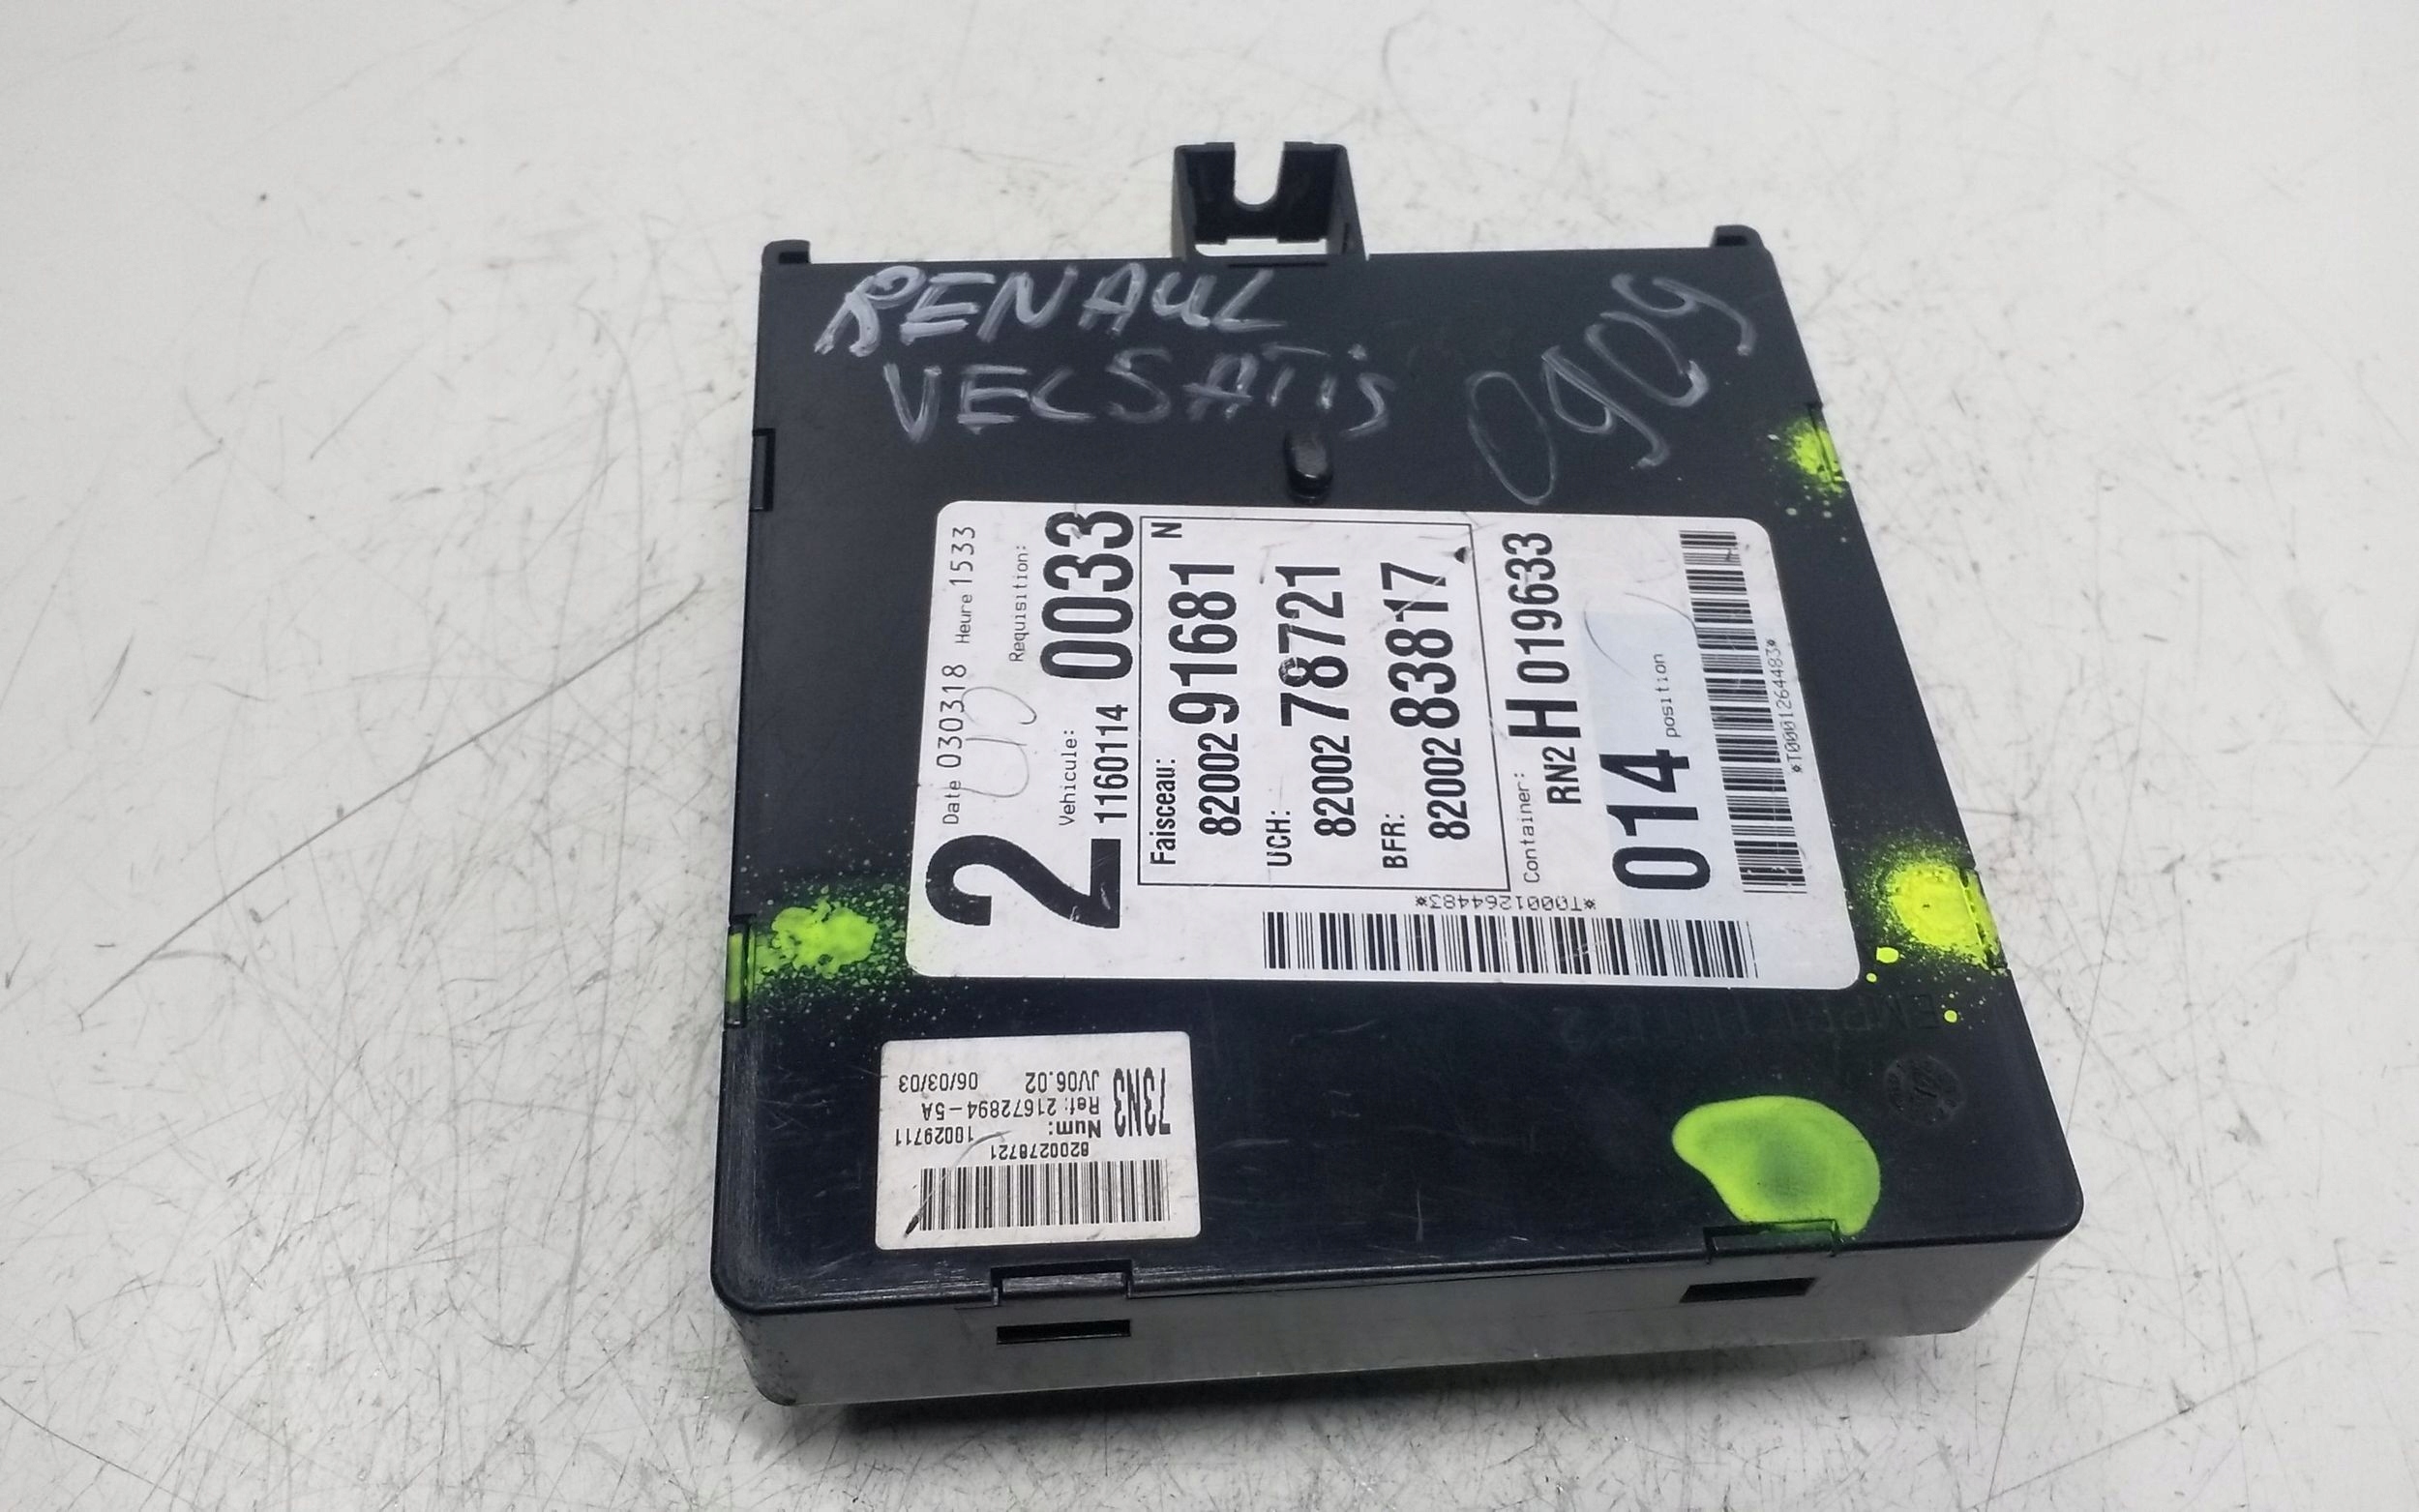 RENAUL
VECSATiS
0909
Date 030318 Heure 1533
2
Vehicule: Requisition:
1160114 0033
Faisceau: N
82002 91681
UCH:
82002 78721
BFR:
82002 83817
Container:
RN2 H 019633
014 position
*T0001264483*
*T0001264483*
8200278721
Num: 10029711
Ref: 21672894-5A
73N3 JV06.02 06/03/03